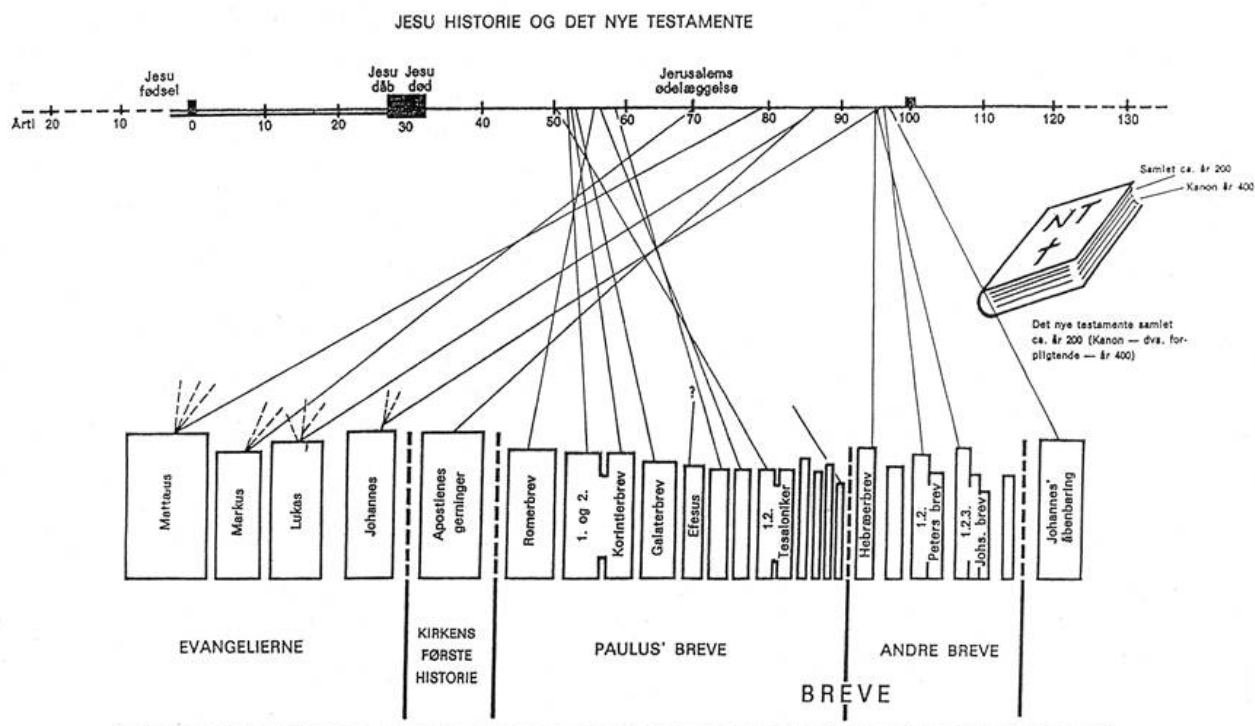 JESU HISTORIE OG DET NYE TESTAMENTE
Jesu
fødsel
Jesu
dåb
Jesu
død
Jerusalems
ødelæggelse
Årtl 20 10 0 10 20 30 40 50 60 70 80 90 100 110 120 130
Samlet ca. år 200
Kanon år 400
NT
Det nye testamente samlet
ca. år 200 (Kanon — dvs. for-
pligtende — år 400)
?
Mattæus
Markus
Lukas
Johannes
Apostlenes
gerninger
Romerbrev
1. og 2.
Korintierbrev
Galaterbrev
Efesus
1.2.
Tesaloniker
Hebræerbrev
1.2.
Peters brev
1.2.3.
Johs. brev
Johannes'
åbenbaring
EVANGELIERNE
KIRKENS
FØRSTE
HISTORIE
PAULUS' BREVE
ANDRE BREVE
BREVE